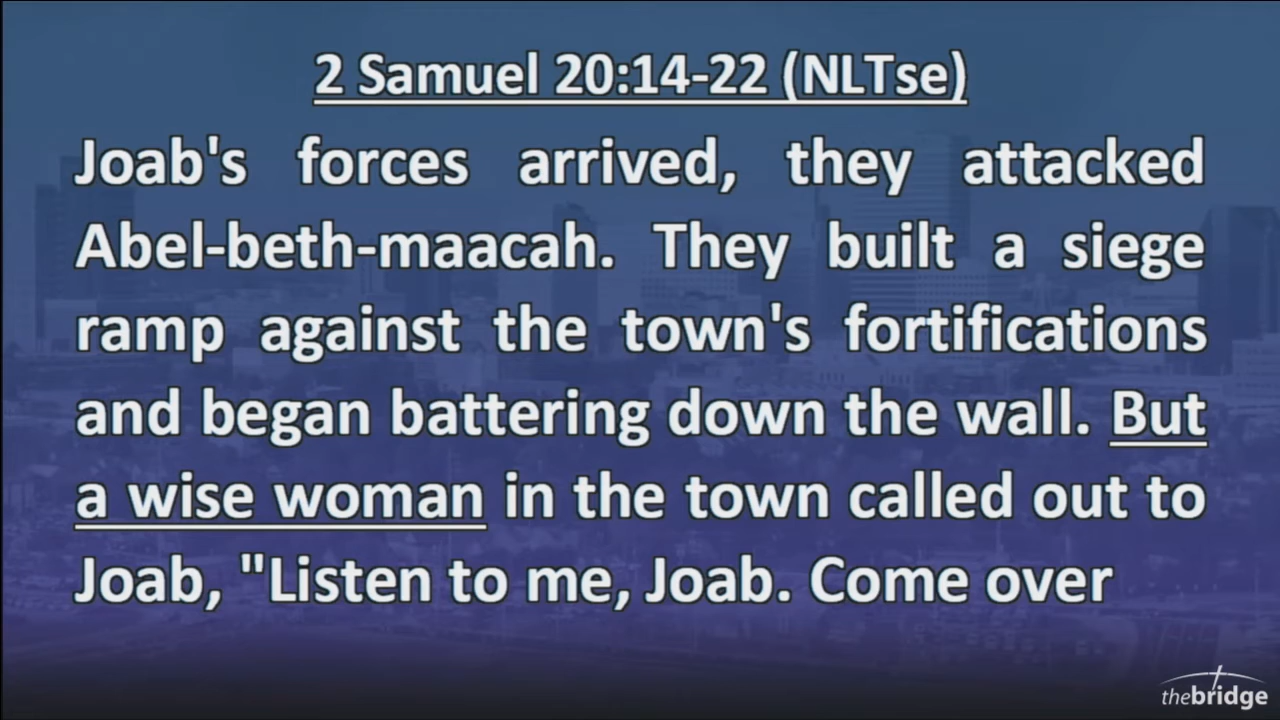 2 Samuel 20:14-22 (NLTse)
Joab's forces arrived, they attacked
Abel-beth-maacah. They built a siege
ramp against the town's fortifications
and began battering down the wall. But
a wise woman in the town called out to
Joab, "Listen to me, Joab. Come over
thebridge